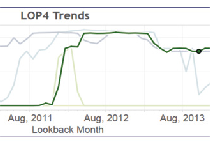 LOP4 Trends
Aug, 2011 Aug, 2012 Aug, 2013
Lookback Month